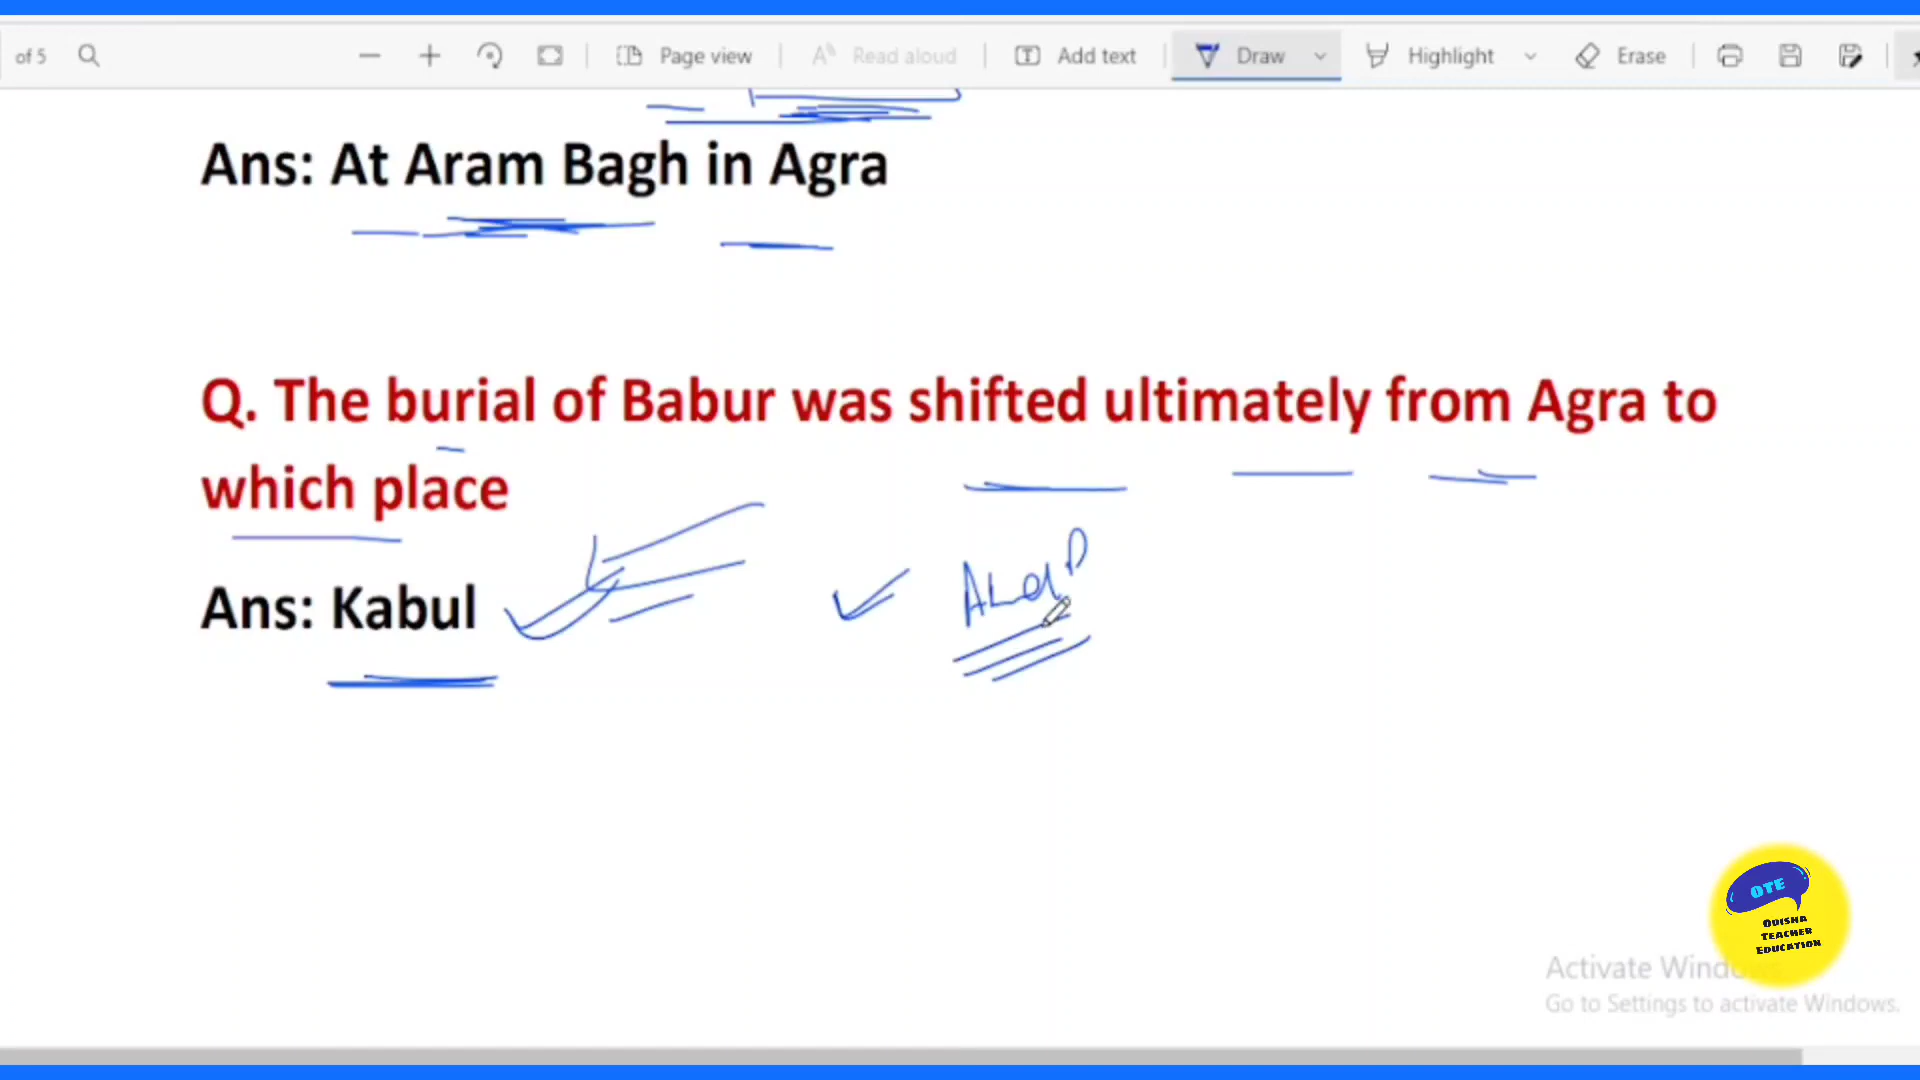 of 5
Page view
Read aloud
Add text
Draw
Highlight
Erase
Ans: At Aram Bagh in Agra
Q. The burial of Babur was shifted ultimately from Agra to
which place
Ans: Kabul
OTE
ODISHA
TEACHER
EDUCATION
Activate Windows
Go to Settings to activate Windows.